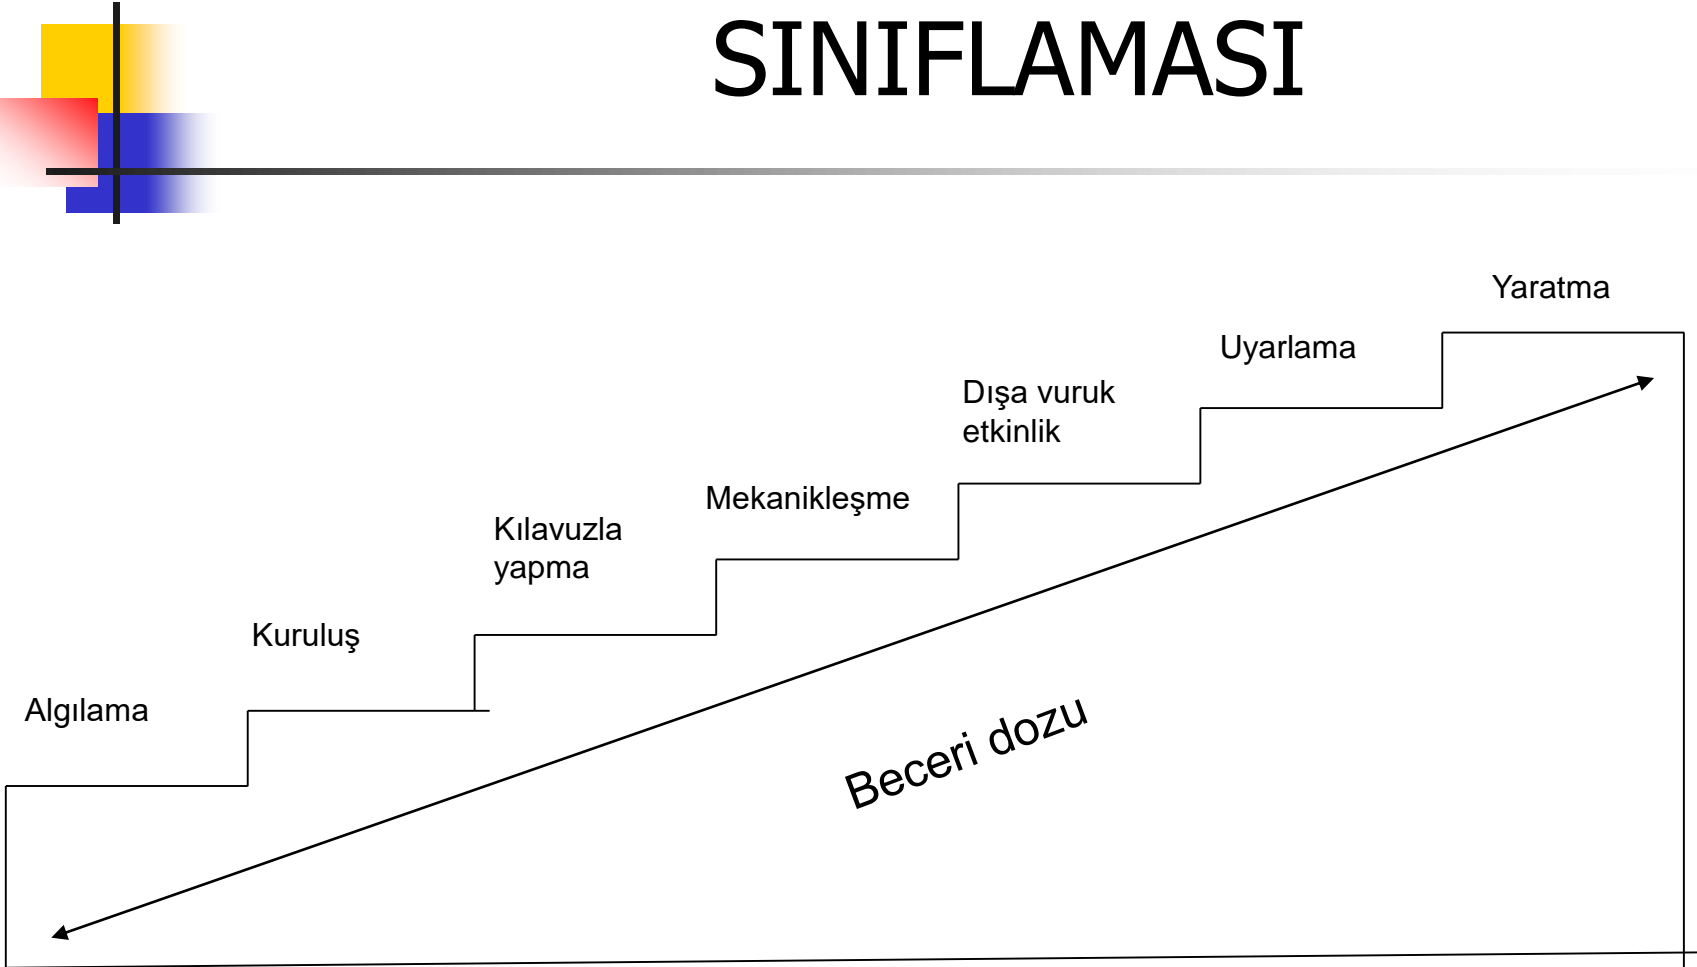 SINIFLAMASI
Yaratma
Uyarlama
Dışa vuruk
etkinlik
Mekanikleşme
Kılavuzla
yapma
Kuruluş
Algılama
Beceri dozu